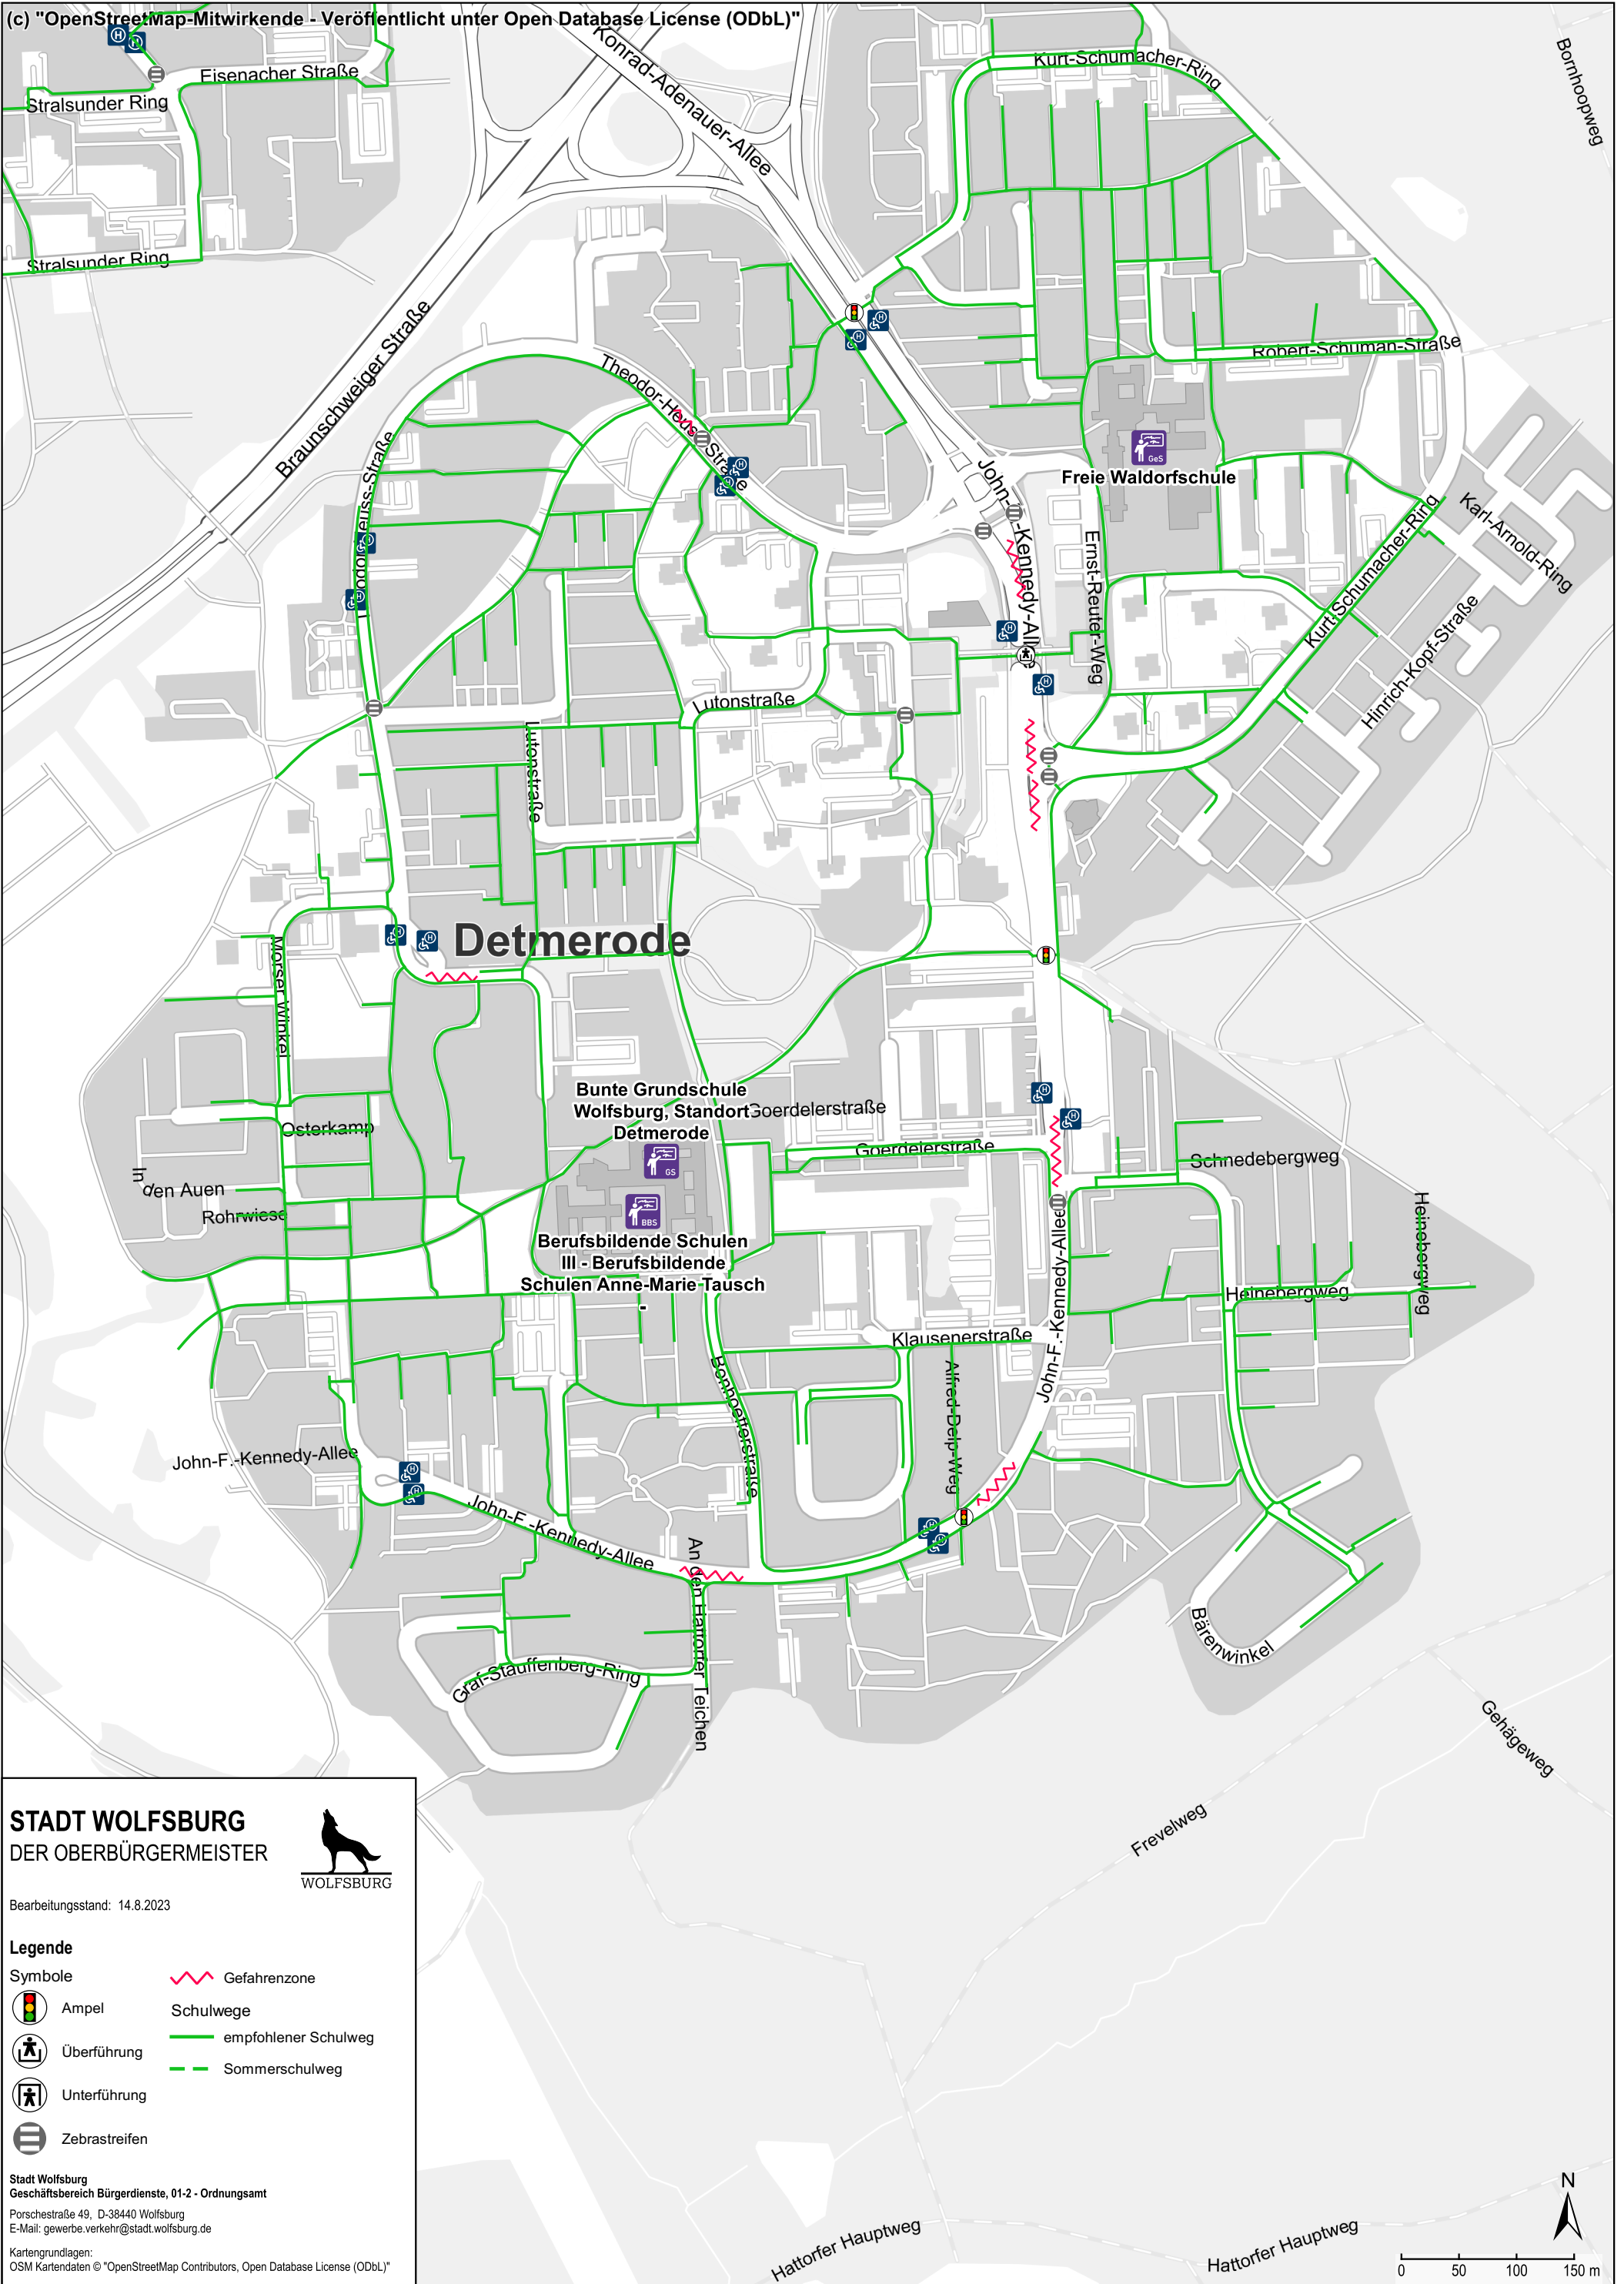 (c) "OpenStreetMap-Mitwirkende - Veröffentlicht unter Open Database License (ODbL)"
Konrad-Adenauer-Allee
Kurt-Schumacher-Ring
Bornhoopweg
Eisenacher Straße
Stralsunder Ring
Stralsunder Ring
Braunschweiger Straße
Theodor-Heuss-Straße
Robert-Schuman-Straße
Theodor-Heuss-Straße
GeS
Freie Waldorfschule
John-F.-Kennedy-Allee
Ernst-Reuter-Weg
Kurt-Schumacher-Ring
Karl-Arnold-Ring
Hinrich-Kopf-Straße
Lutonstraße
Lutonstraße
Detmerode
Mörser Winkel
Bunte Grundschule
Wolfsburg, Standort
Detmerode
Goerdelerstraße
Goerdelerstraße
GS
Osterkamp
In den Auen
Rohrwiese
Schnedebergweg
Heinebergweg
BBS
Berufsbildende Schulen
III - Berufsbildende
Schulen Anne-Marie Tausch
-
Heinebergweg
Klausenerstraße
John-F.-Kennedy-Allee
Bonhoefferstraße
Alfred-Delp-Weg
John-F.-Kennedy-Allee
John-F.-Kennedy-Allee
An den Hattorfer Teichen
Graf-Stauffenberg-Ring
Bärenwinkel
Gehägeweg
Frevelweg
Hattorfer Hauptweg
Hattorfer Hauptweg
STADT WOLFSBURG
DER OBERBÜRGERMEISTER
WOLFSBURG
Bearbeitungsstand: 14.8.2023
Legende
Symbole
Ampel
Überführung
Unterführung
Zebrastreifen
Gefahrenzone
Schulwege
empfohlener Schulweg
Sommerschulweg
Stadt Wolfsburg
Geschäftsbereich Bürgerdienste, 01-2 - Ordnungsamt
Porschestraße 49, D-38440 Wolfsburg
E-Mail: gewerbe.verkehr@stadt.wolfsburg.de
Kartengrundlagen:
OSM Kartendaten © "OpenStreetMap Contributors, Open Database License (ODbL)"
N
0 50 100 150 m